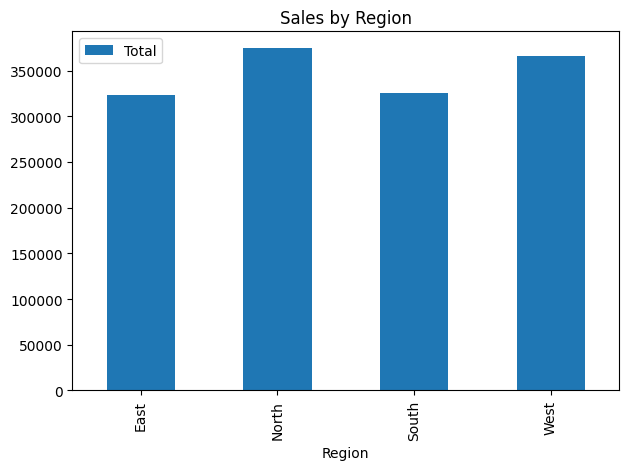 Sales by Region
Total
350000
300000
250000
200000
150000
100000
50000
0
East
North
South
West
Region